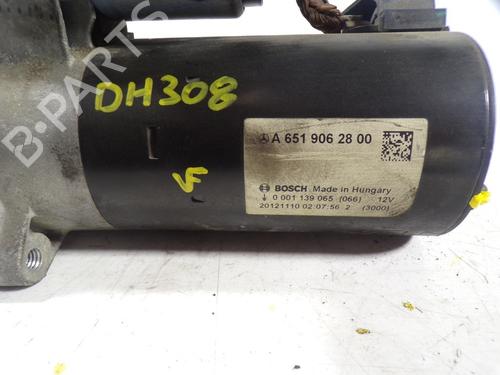 B-PARTS
DH308
VF
A 651 906 28 00
BOSCH Made in Hungary
0 001 139 065 (066) 12V
20121110 02 07:56 2 (3000)